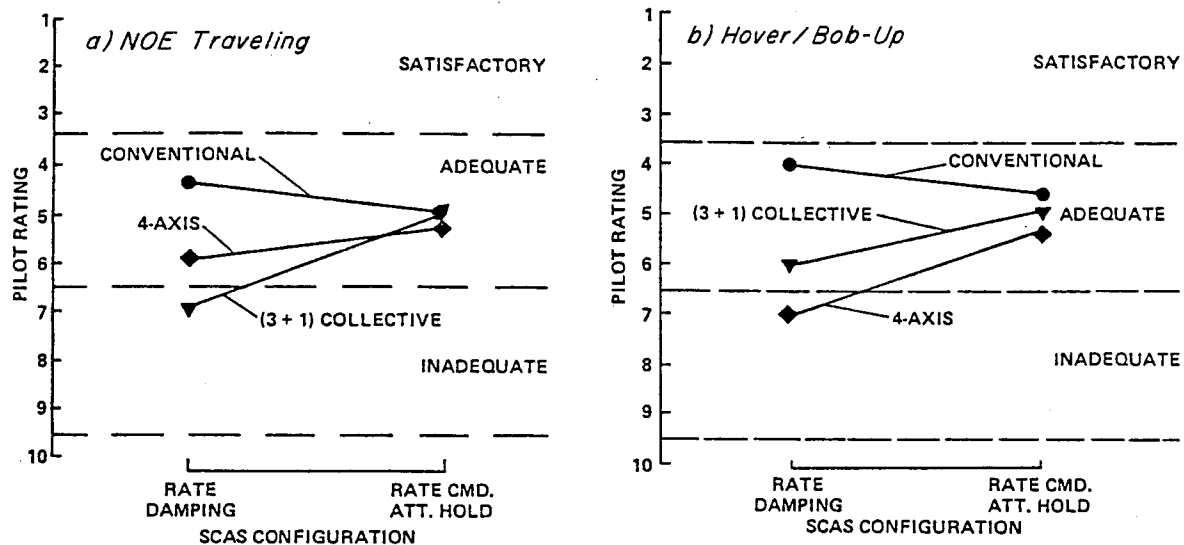 a) NOE Traveling
1
2
3
4
5
6
7
8
9
10
PILOT RATING
SATISFACTORY
CONVENTIONAL
ADEQUATE
4-AXIS
(3 + 1) COLLECTIVE
INADEQUATE
RATE
DAMPING
RATE CMD.
ATT. HOLD
SCAS CONFIGURATION
b) Hover/Bob-Up
1
2
3
4
5
6
7
8
9
10
PILOT RATING
SATISFACTORY
CONVENTIONAL
(3 + 1) COLLECTIVE
ADEQUATE
4-AXIS
INADEQUATE
RATE
DAMPING
RATE CMD.
ATT. HOLD
SCAS CONFIGURATION